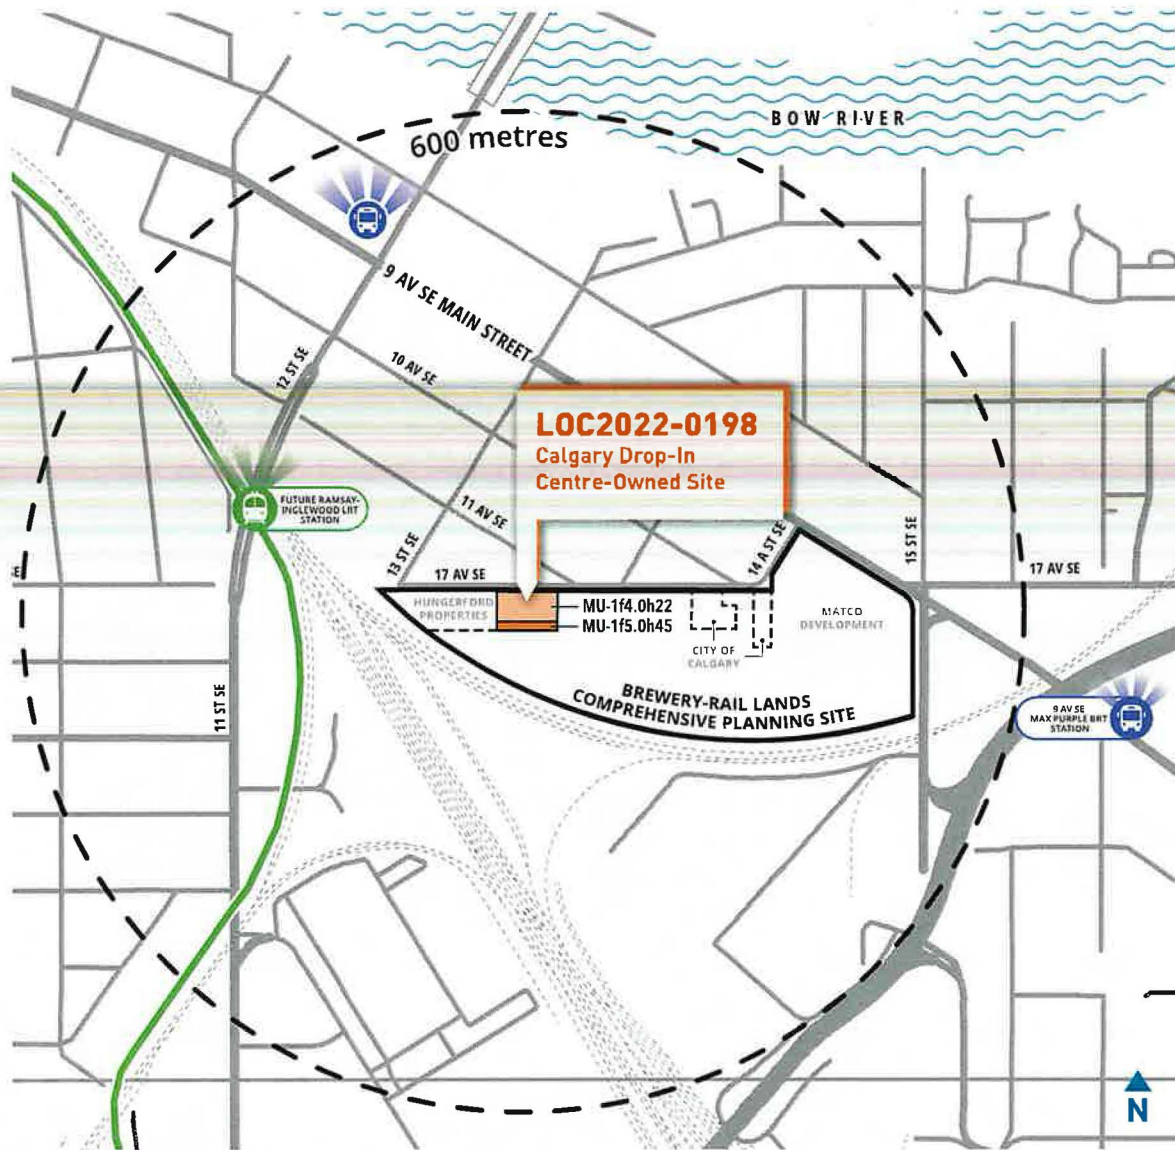 BOW RIVER
600 metres
9 AV SE MAIN STREET
12 ST SE
10 AV SE
LOC2022-0198
Calgary Drop-In
Centre-Owned Site
FUTURE RAMSAY-
INGLEWOOD LRT
STATION
11 AV SE
13 ST SE
14 A ST SE
15 ST SE
17 AV SE
17 AV SE
HUNGERFORD
PROPERTIES
MU-1f4.0h22
MU-1f5.0h45
MATCO
DEVELOPMENT
CITY OF
CALGARY
BREWERY-RAIL LANDS
COMPREHENSIVE PLANNING SITE
11 ST SE
9 AV SE
MAX PURPLE BRT
STATION
N